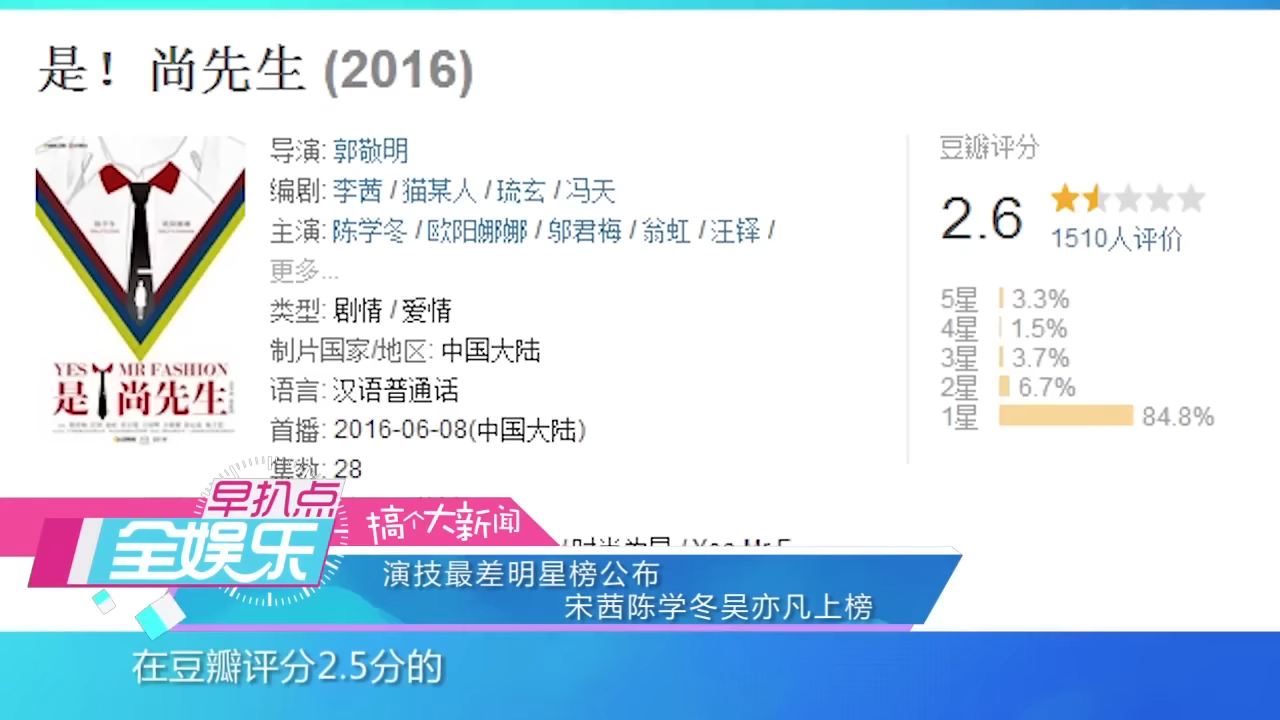 是！尚先生 (2016)
导演: 郭敬明
编剧: 李茜 / 猫某人 / 琉玄 / 冯天
主演: 陈学冬 / 欧阳娜娜 / 邬君梅 / 翁虹 / 汪铎 /
更多...
类型: 剧情 / 爱情
制片国家/地区: 中国大陆
语言: 汉语普通话
首播: 2016-06-08(中国大陆)
集数: 28
豆瓣评分
2.6
1510人评价
5星 3.3%
4星 1.5%
3星 3.7%
2星 6.7%
1星 84.8%
YES MR FASHION
是 尚先生
早扒点
全娱乐
搞个大新闻
演技最差明星榜公布
宋茜陈学冬吴亦凡上榜
在豆瓣评分2.5分的